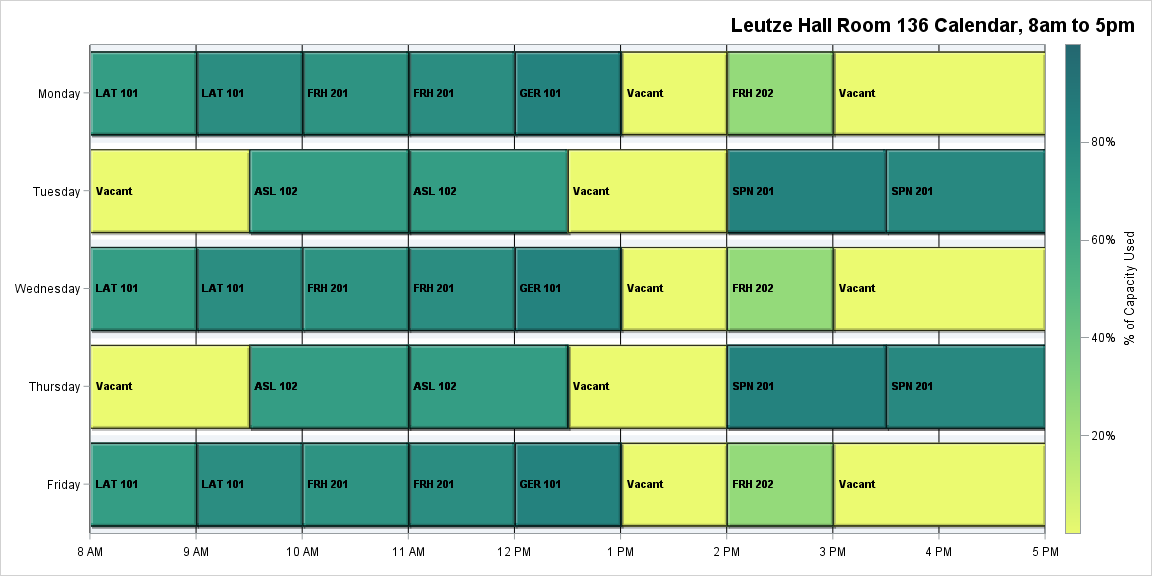 Leutze Hall Room 136 Calendar, 8am to 5pm
Monday LAT 101 LAT 101 FRH 201 FRH 201 GER 101 Vacant FRH 202 Vacant
80%
Tuesday Vacant ASL 102 ASL 102 Vacant SPN 201 SPN 201
60%
Wednesday LAT 101 LAT 101 FRH 201 FRH 201 GER 101 Vacant FRH 202 Vacant
% of Capacity Used
40%
Thursday Vacant ASL 102 ASL 102 Vacant SPN 201 SPN 201
20%
Friday LAT 101 LAT 101 FRH 201 FRH 201 GER 101 Vacant FRH 202 Vacant
8 AM 9 AM 10 AM 11 AM 12 PM 1 PM 2 PM 3 PM 4 PM 5 PM